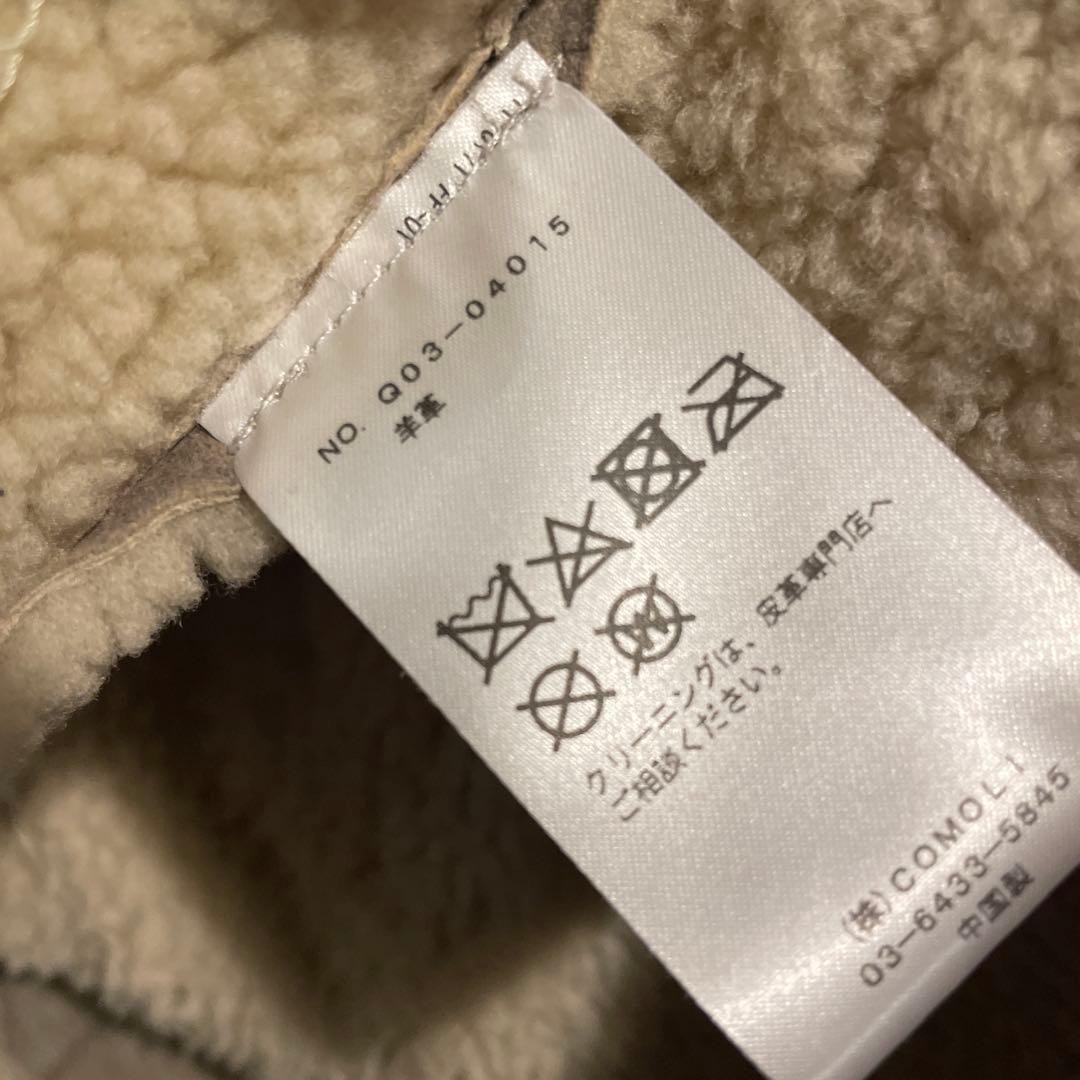 NO. Q03-04015
羊革
クリーニングは、皮革専門店へ
ご相談ください。
(株)COMOLI
03-6433-5845
中国製